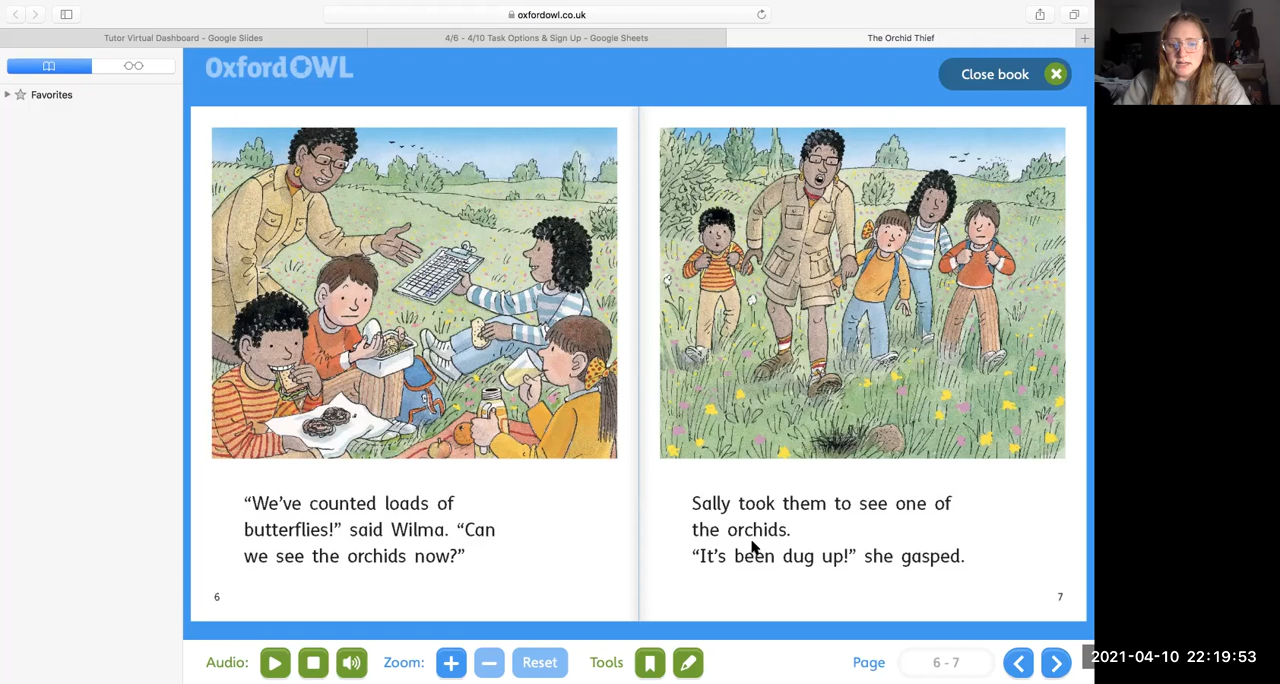 oxfordowl.co.uk
Tutor Virtual Dashboard - Google Slides
4/6 - 4/10 Task Options & Sign Up - Google Sheets
The Orchid Thief
Favorites
Oxford OWL
Close book
“We’ve counted loads of
butterflies!” said Wilma. “Can
we see the orchids now?”
6
Sally took them to see one of
the orchids.
“It’s been dug up!” she gasped.
7
Audio:
Zoom:
Reset
Tools
Page
6 - 7
2021-04-10 22:19:53